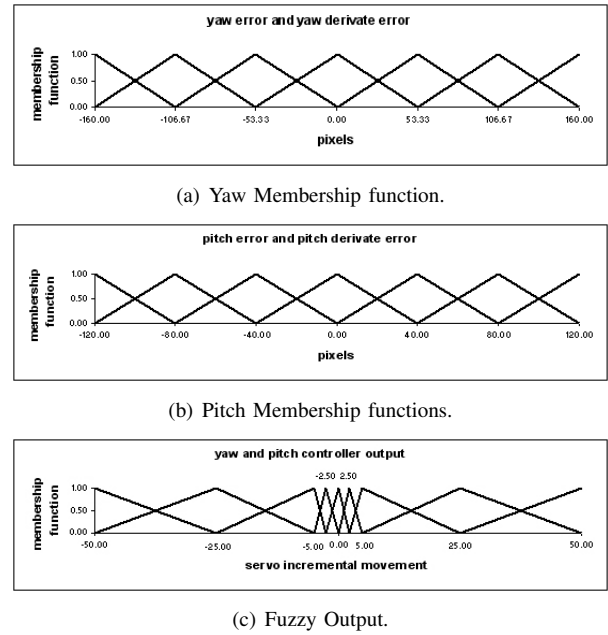 yaw error and yaw derivate error
membership
function
1.00
0.50
0.00
-160.00 -106.67 -53.33 0.00 53.33 106.67 160.00
pixels
(a) Yaw Membership function.
pitch error and pitch derivate error
membership
function
1.00
0.50
0.00
-120.00 -80.00 -40.00 0.00 40.00 80.00 120.00
pixels
(b) Pitch Membership functions.
yaw and pitch controller output
-2.50 2.50
membership
function
1.00
0.50
0.00
-50.00 -25.00 -5.00 0.00 5.00 25.00 50.00
servo incremental movement
(c) Fuzzy Output.